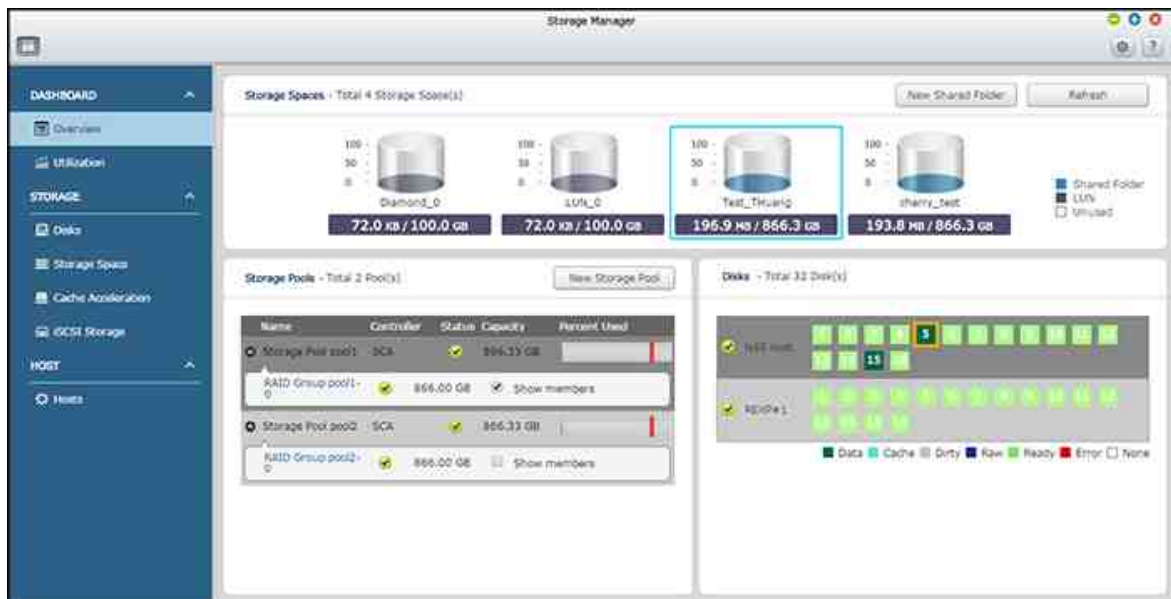 Storage Manager
DASHBOARD
Overview
Utilization
STORAGE
Disks
Storage Space
Cache Acceleration
iSCSI Storage
HOST
Hosts
Storage Spaces - Total 4 Storage Space(s)
New Shared Folder
Refresh
100 50 0
100 50 0
100 50 0
100 50 0
Diamond_0
LUN_0
Test_THuang
cherry_test
72.0 KB / 100.0 GB
72.0 KB / 100.0 GB
196.9 MB / 866.3 GB
193.8 MB / 866.3 GB
Shared Folder
LUN
Unused
Storage Pools - Total 2 Pool(s)
New Storage Pool
Name Controller Status Capacity Percent Used
Storage Pool pool1 SCA 866.33 GB
RAID Group pool1-0 866.00 GB Show members
Storage Pool pool2 SCA 866.33 GB
RAID Group pool2-0 866.00 GB Show members
Disks - Total 32 Disk(s)
NAS Host
5
15
REXP#1
Data Cache Dirty Raw Ready Error None